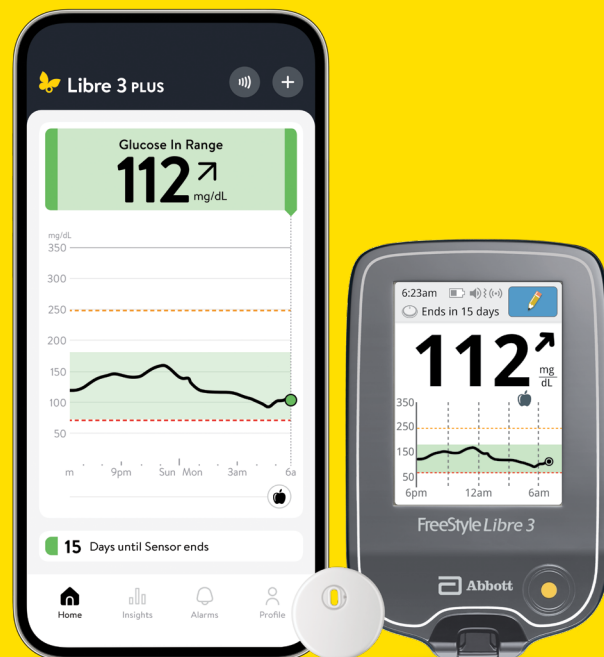 Libre 3 PLUS
Glucose In Range
112
mg/dL
mg/dL
350
300
250
200
150
100
50
m 9pm Sun Mon 3am 6a
15 Days until Sensor ends
Home Insights Alarms Profile
6:23am
Ends in 15 days
112
mg
dL
350
250
150
50
6pm 12am 6am
FreeStyle Libre 3
Abbott